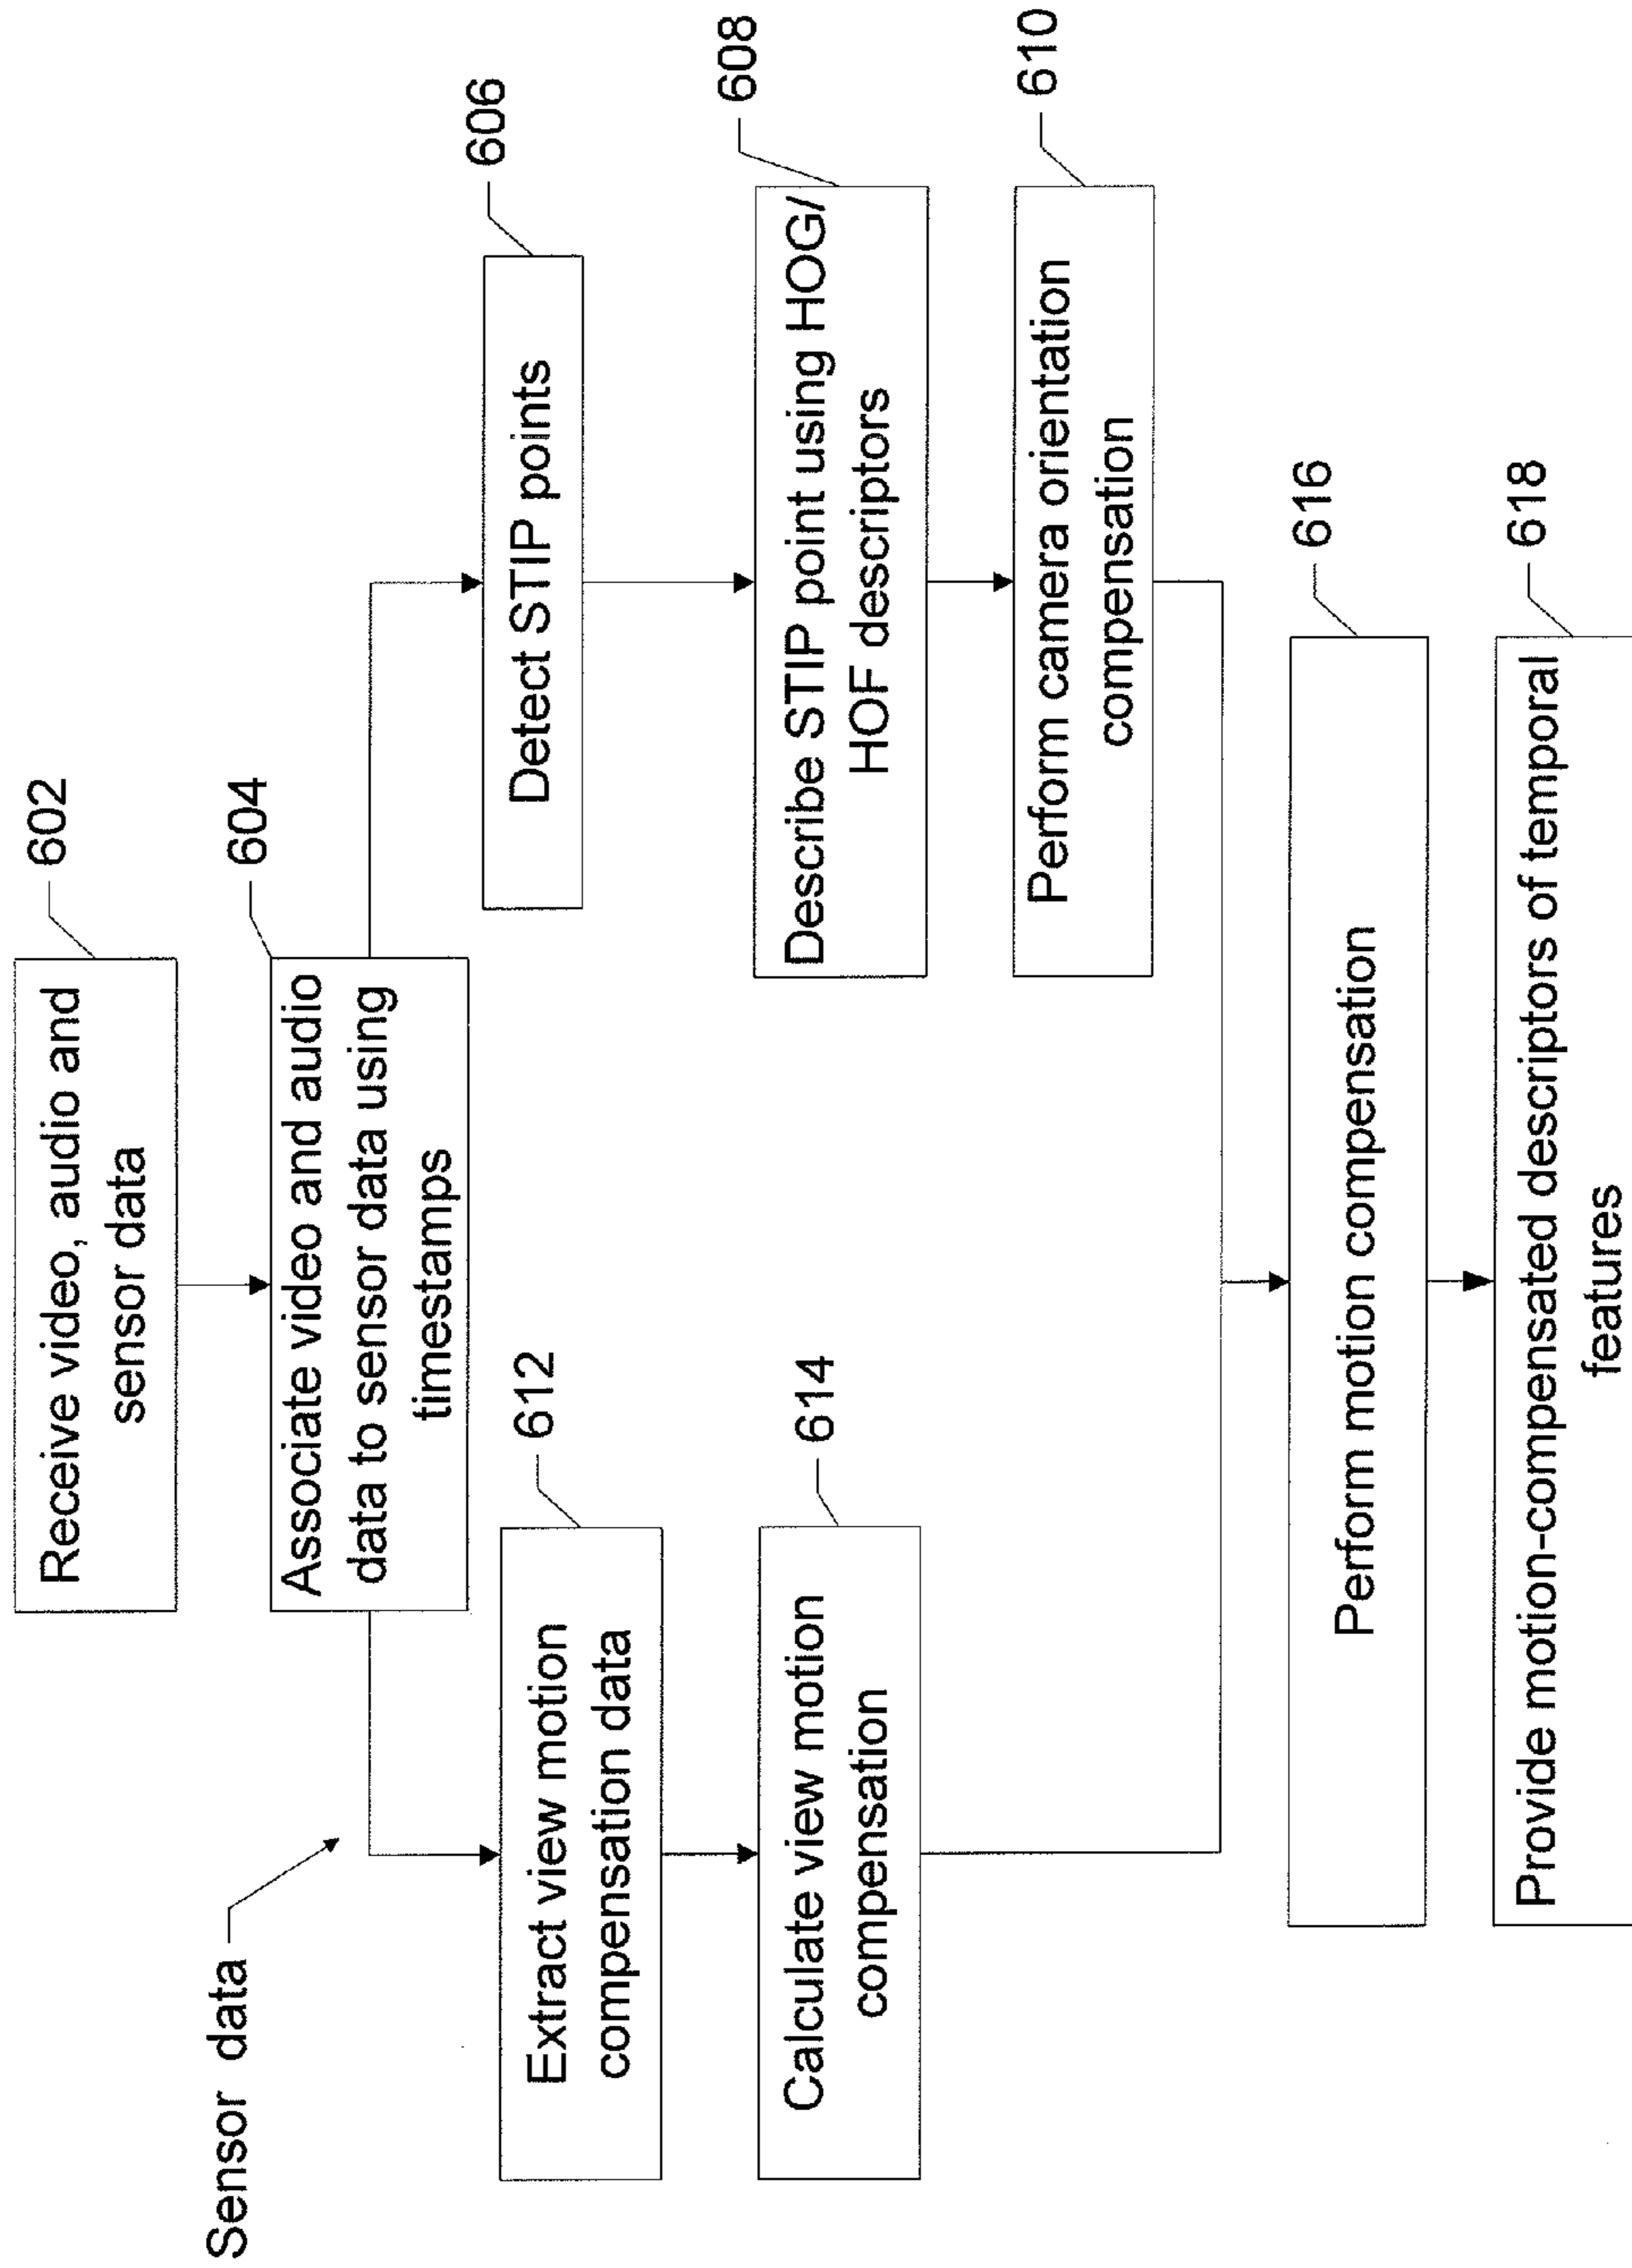 Receive video, audio and
sensor data
602
Associate video and audio
data to sensor data using
timestamps
604
Sensor data
Extract view motion
compensation data
612
Calculate view motion
compensation
614
Detect STIP points
606
Describe STIP point using HOG/
HOF descriptors
608
Perform camera orientation
compensation
610
Perform motion compensation
616
Provide motion-compensated descriptors of temporal
features
618